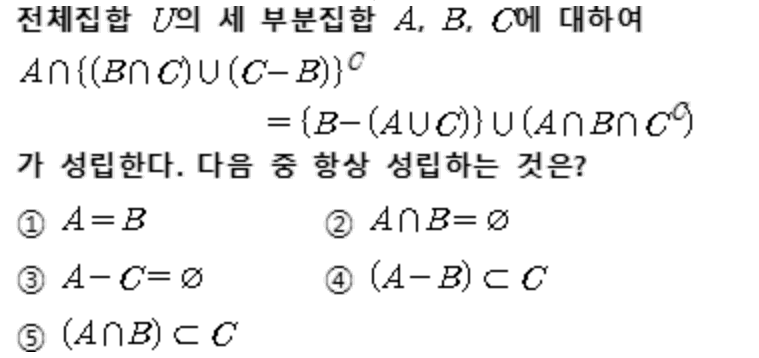 전체집합 U의 세 부분집합 A, B, C에 대하여
A∩{(B∩C)∪(C−B)}^C
={B−(A∪C)}∪(A∩B∩C^C)
가 성립한다. 다음 중 항상 성립하는 것은?
① A=B ② A∩B=∅
③ A−C=∅ ④ (A−B)⊂C
⑤ (A∩B)⊂C